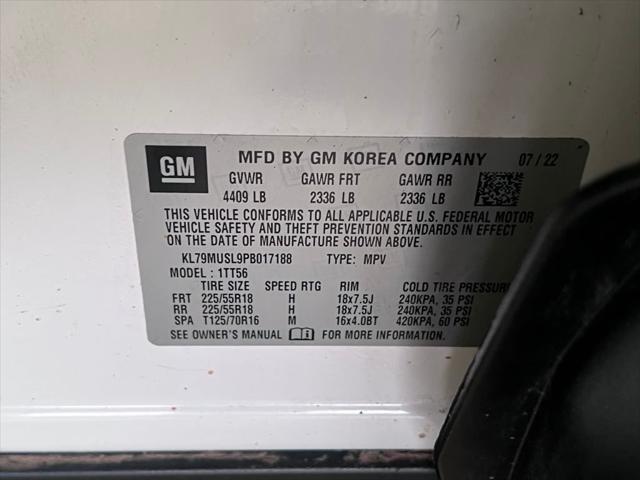 GM MFD BY GM KOREA COMPANY 07 / 22
GVWR GAWR FRT GAWR RR
4409 LB 2336 LB 2336 LB
THIS VEHICLE CONFORMS TO ALL APPLICABLE U.S. FEDERAL MOTOR
VEHICLE SAFETY AND THEFT PREVENTION STANDARDS IN EFFECT ON
THE DATE OF MANUFACTURE SHOWN ABOVE.
KL79MUSL9PB017188 TYPE: MPV
MODEL : 1TT56
TIRE SIZE SPEED RTG RIM COLD TIRE PRESSURE
FRT 225/55R18 H 18x7.5J 240KPA, 35 PSI
RR 225/55R18 H 18x7.5J 240KPA, 35 PSI
SPA T125/70R16 M 16x4.0BT 420KPA, 60 PSI
SEE OWNER'S MANUAL FOR MORE INFORMATION.